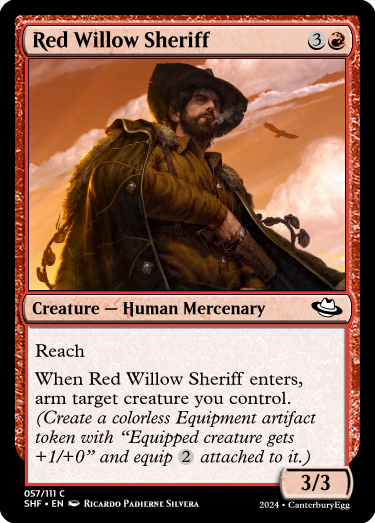 Red Willow Sheriff 3
Creature — Human Mercenary
Reach
When Red Willow Sheriff enters,
arm target creature you control.
(Create a colorless Equipment artifact
token with “Equipped creature gets
+1/+0” and equip 2 attached to it.)
3/3
057/111 C
SHF • EN Ricardo Padierne Silvera
2024 • CanterburyEgg